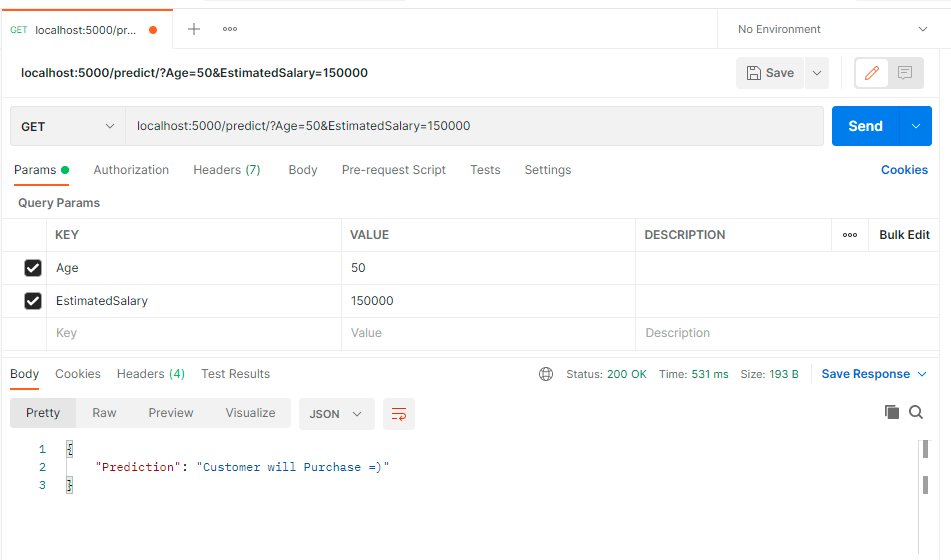 GET localhost:5000/pr... No Environment
localhost:5000/predict/?Age=50&EstimatedSalary=150000 Save
GET localhost:5000/predict/?Age=50&EstimatedSalary=150000 Send
Params Authorization Headers (7) Body Pre-request Script Tests Settings Cookies
Query Params
KEY VALUE DESCRIPTION Bulk Edit
Age 50
EstimatedSalary 150000
Key Value Description
Body Cookies Headers (4) Test Results Status: 200 OK Time: 531 ms Size: 193 B Save Response
Pretty Raw Preview Visualize JSON
1 {
2 "Prediction": "Customer will Purchase =)"
3 }